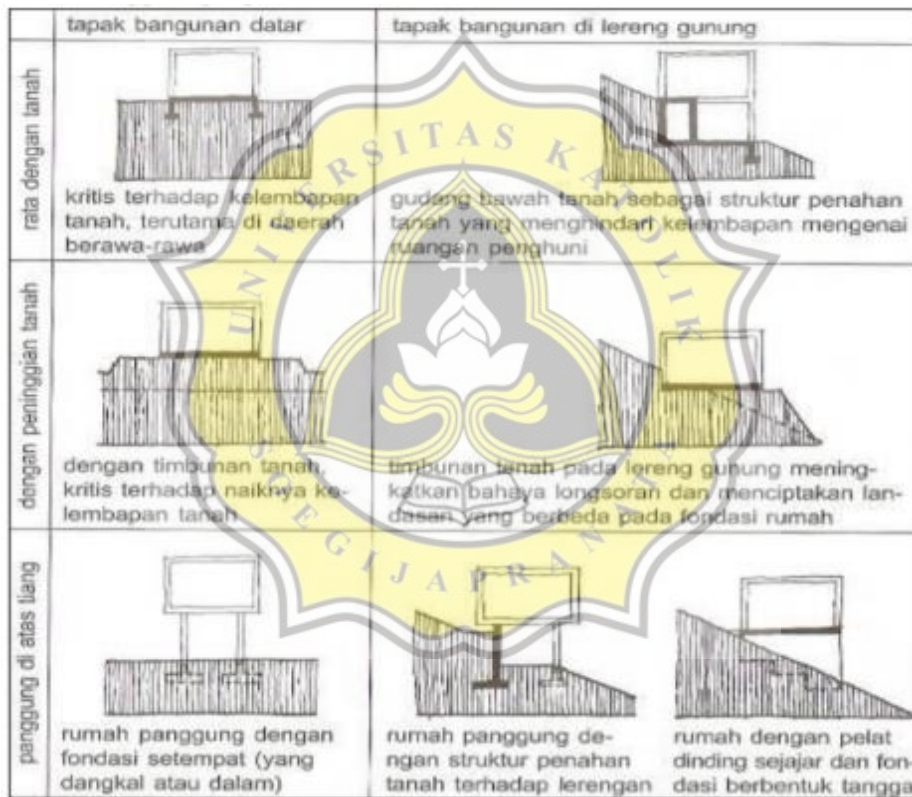 tapak bangunan datar
tapak bangunan di lereng gunung
rata dengan tanah
kritis terhadap kelembapan
tanah, terutama di daerah
berawa-rawa
gudang bawah tanah sebagai struktur penahan
tanah yang menghindari kelembapan mengenai
ruangan penghuni
dengan peninggian tanah
dengan timbunan tanah,
kritis terhadap naiknya ke-
lembapan tanah
timbunan tanah pada lereng gunung mening-
katkan bahaya longsoran dan menciptakan lan-
dasan yang berbeda pada fondasi rumah
panggung di atas tiang
rumah panggung dengan
fondasi setempat (yang
dangkal atau dalam)
rumah panggung de-
ngan struktur penahan
tanah terhadap lerengan
rumah dengan pelat
dinding sejajar dan fon-
dasi berbentuk tangga
UNIVERSITAS KATOLIK
SOEGIJAPRANATA